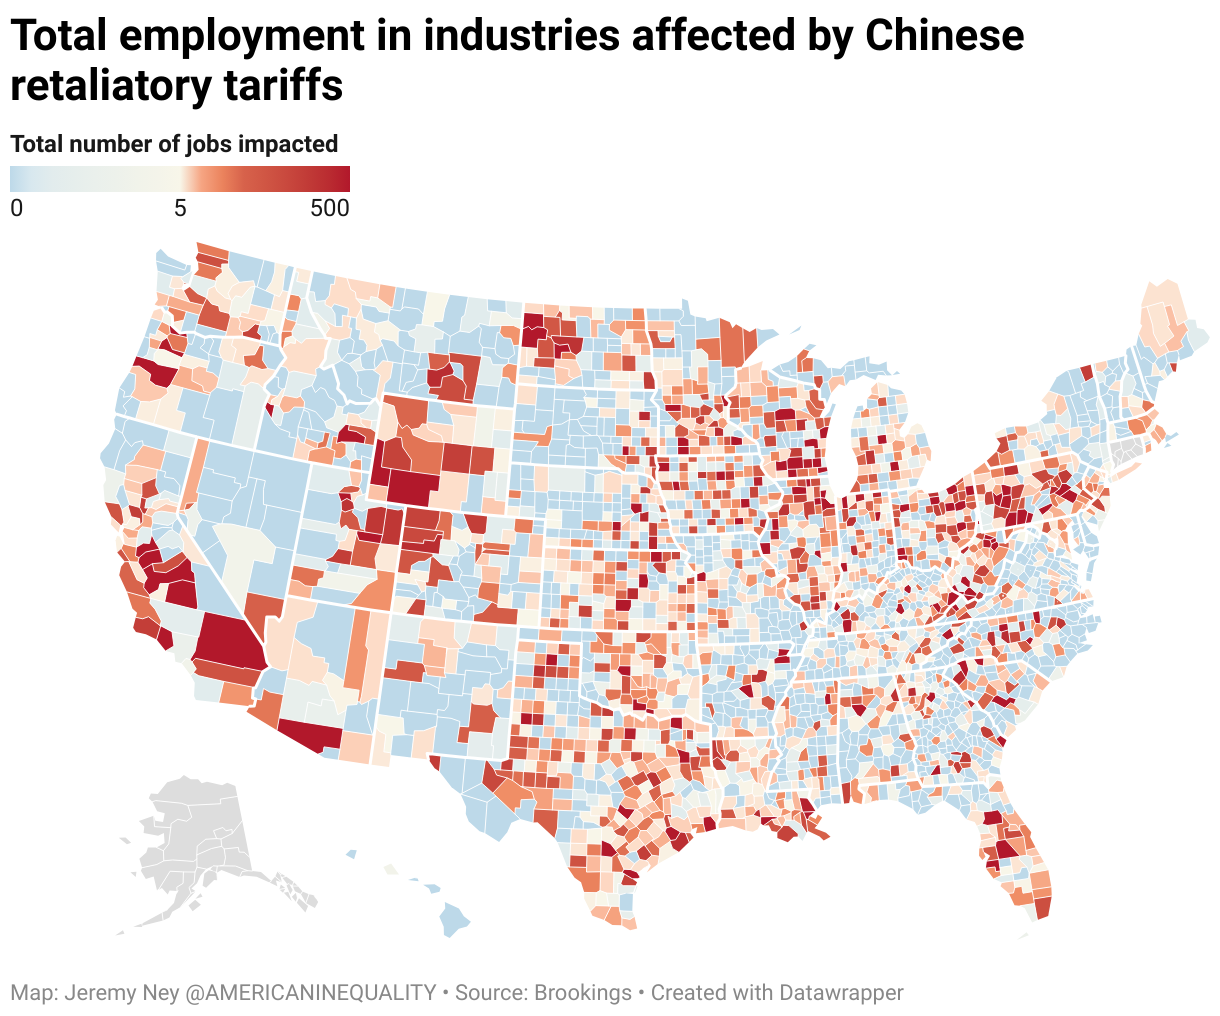 Total employment in industries affected by Chinese
retaliatory tariffs
Total number of jobs impacted
0 5 500
Map: Jeremy Ney @AMERICANINEQUALITY • Source: Brookings • Created with Datawrapper